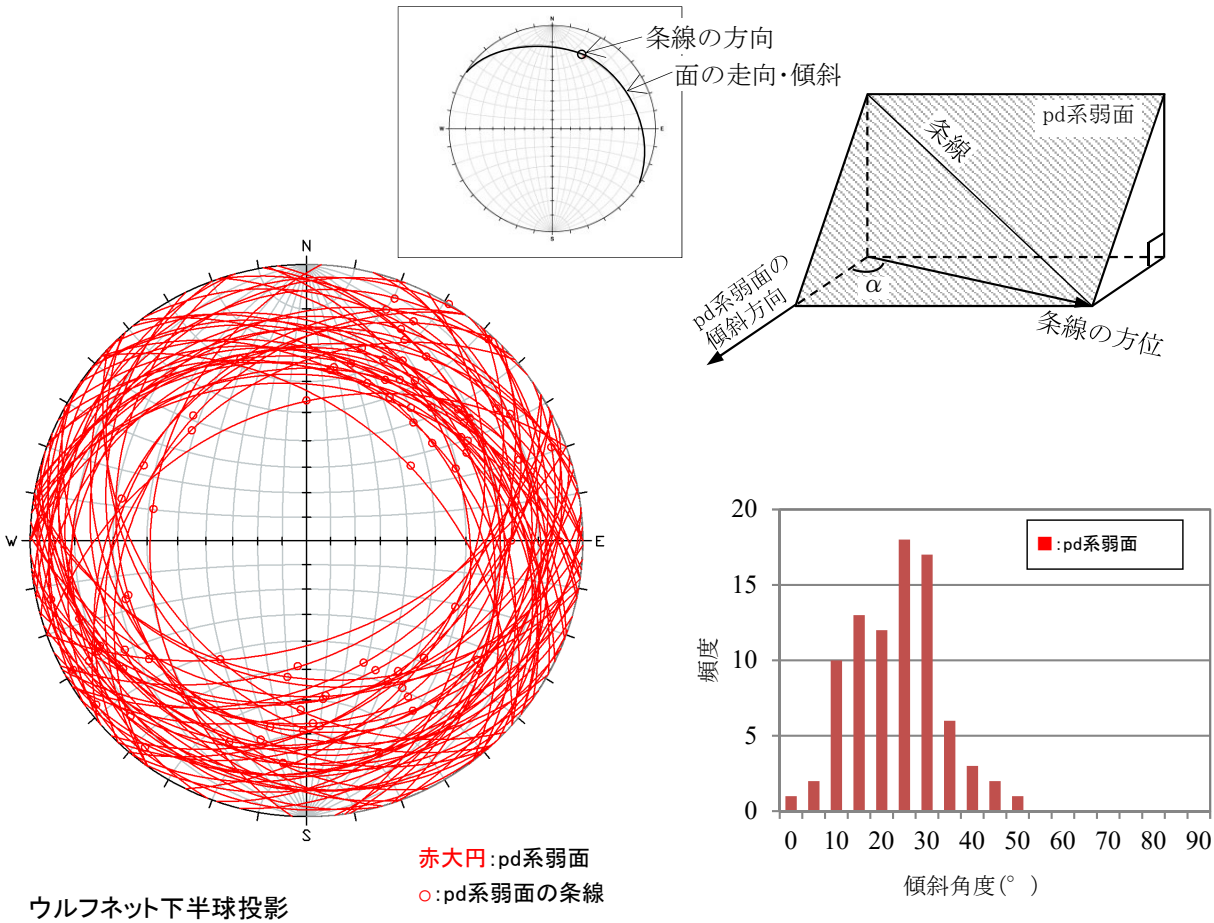 条線の方向
面の走向・傾斜
N
W
E
S
pd系弱面
条線
pd系弱面の
傾斜方向
α
条線の方位
N
W
E
S
赤大円:pd系弱面
○:pd系弱面の条線
ウルフネット下半球投影
20
15
10
5
0
頻度
■:pd系弱面
0 10 20 30 40 50 60 70 80 90
傾斜角度(°)